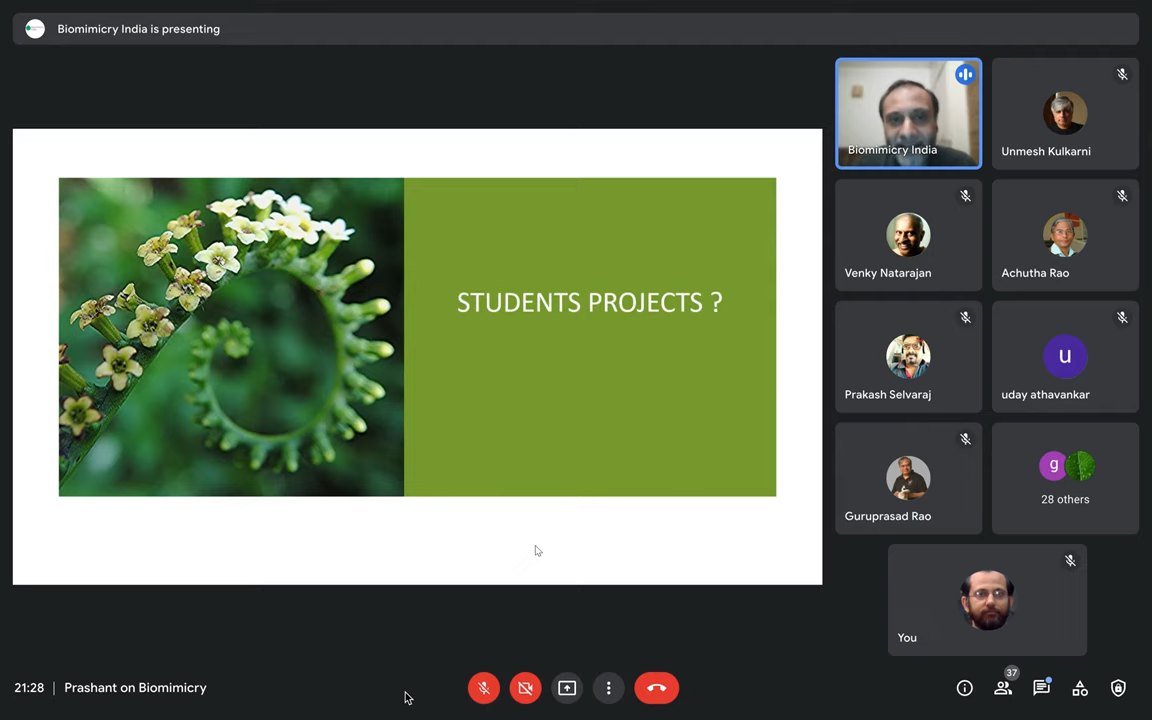 Biomimicry India is presenting
STUDENTS PROJECTS ?
Biomimicry India
Unmesh Kulkarni
Venky Natarajan
Achutha Rao
Prakash Selvaraj
u
uday athavankar
Guruprasad Rao
g
28 others
You
21:28 | Prashant on Biomimicry
37